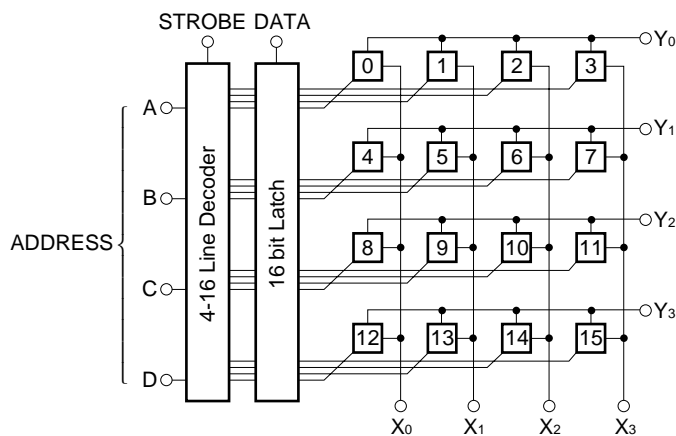 STROBE DATA
Y0
0 1 2 3
A
Y1
4 5 6 7
B
4-16 Line Decoder
16 bit Latch
ADDRESS
Y2
8 9 10 11
C
Y3
12 13 14 15
D
X0 X1 X2 X3